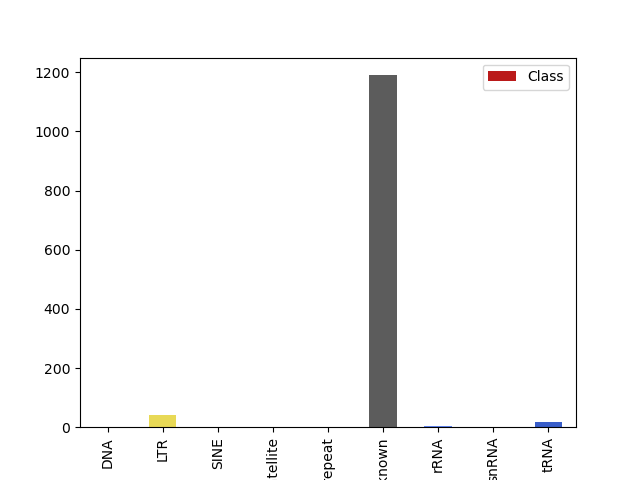 1200
1000
800
600
400
200
0
Class
DNA
LTR
SINE
tellite
repeat
known
rRNA
snRNA
tRNA